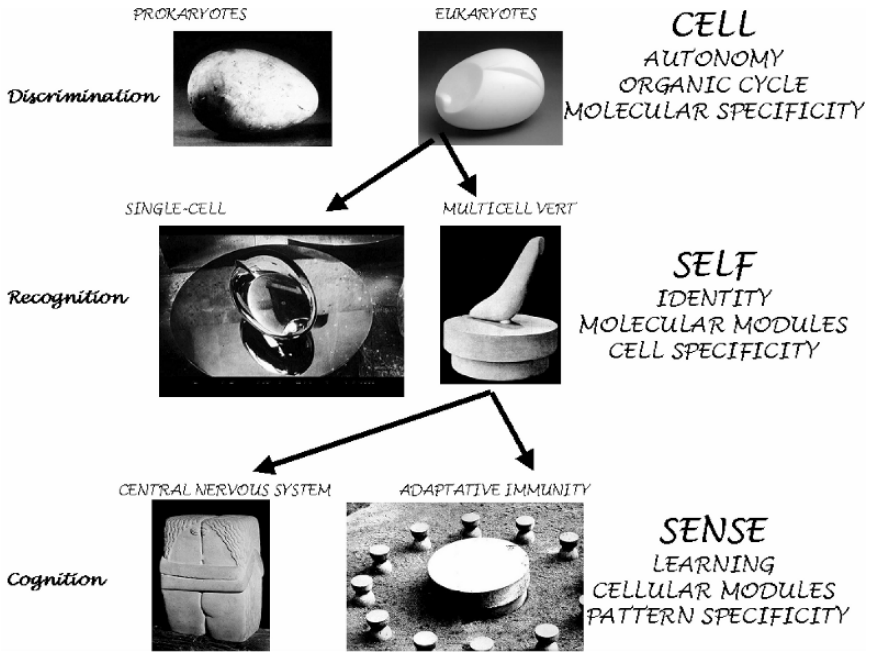 PROKARYOTES
EUKARYOTES
CELL
AUTONOMY
ORGANIC CYCLE
MOLECULAR SPECIFICITY
Discrimination
SINGLE-CELL
MULTICELL VERT
SELF
IDENTITY
MOLECULAR MODULES
CELL SPECIFICITY
Recognition
CENTRAL NERVOUS SYSTEM
ADAPTATIVE IMMUNITY
SENSE
LEARNING
CELLULAR MODULES
PATTERN SPECIFICITY
Cognition